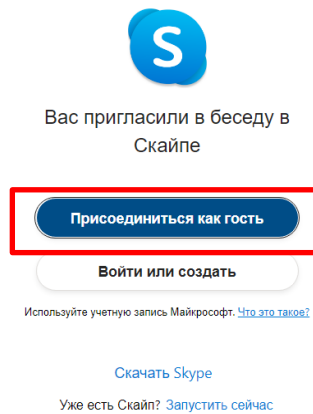 S
Вас пригласили в беседу в
Скайпе
Присоединиться как гость
Войти или создать
Используйте учетную запись Майкрософт. Что это такое?
Скачать Skype
Уже есть Скайп? Запустить сейчас